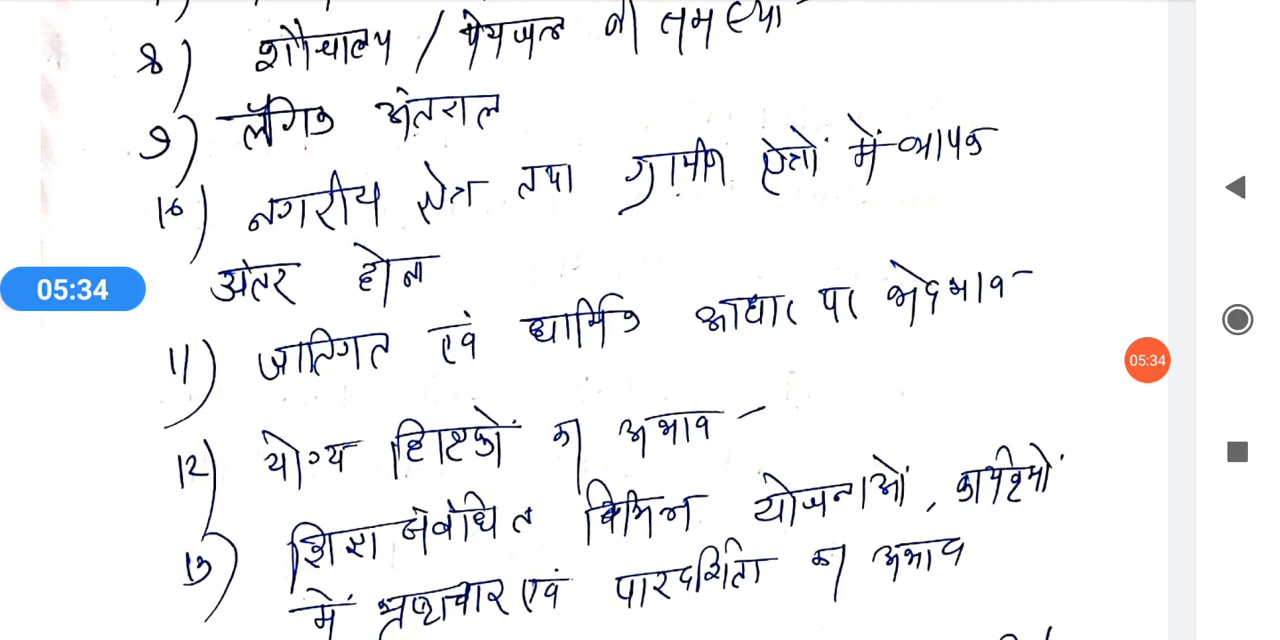 8) शौचालय / पेयजल की समस्या
9) लैंगिक अंतराल
10) नगरीय क्षेत्र तथा ग्रामीण क्षेत्रों में व्यापक
अंतर होना
05:34
11) जातिगत एवं धार्मिक आधार पर भेदभाव -
05:34
12) योग्य शिक्षकों का अभाव -
13) शिक्षा संबंधित विभिन्न योजनाओं, कार्यक्रमों
में भ्रष्टाचार एवं पारदर्शिता का अभाव